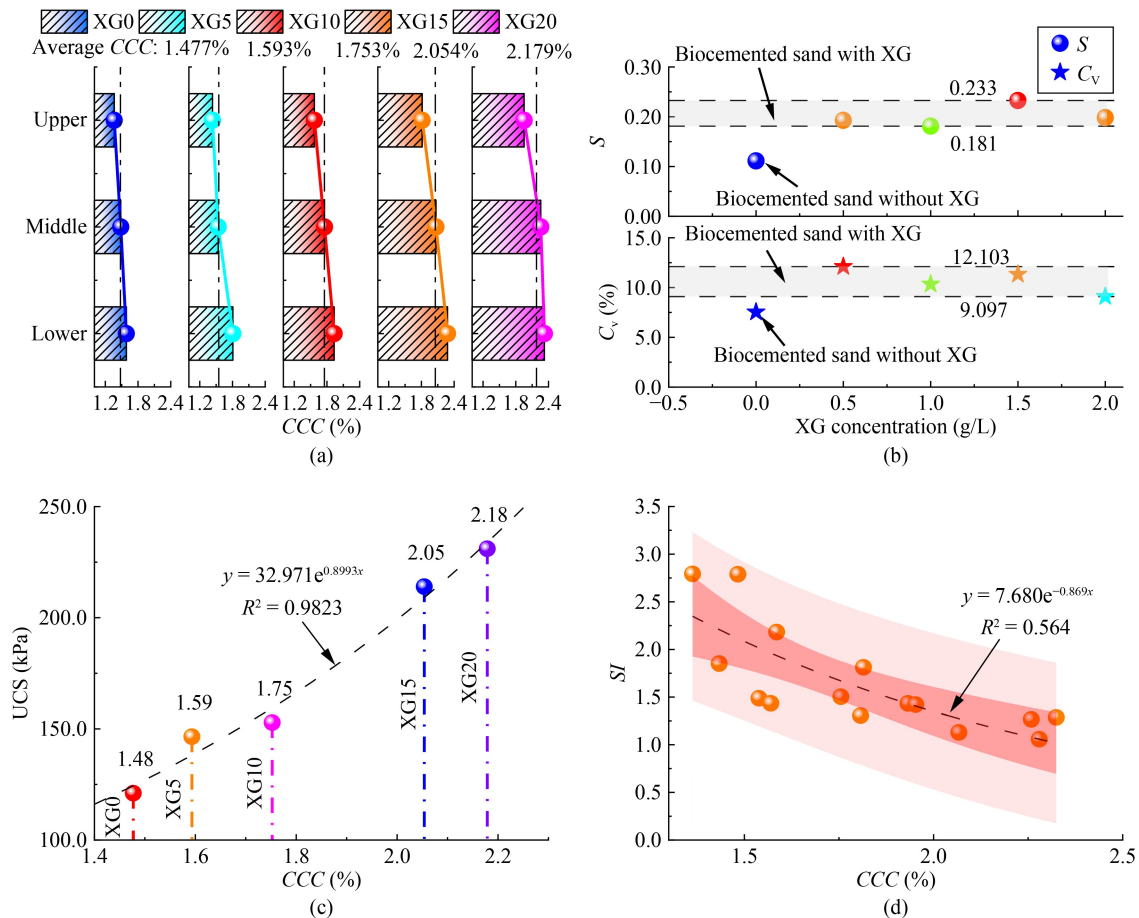 XG0 XG5 XG10 XG15 XG20
Average CCC: 1.477% 1.593% 1.753% 2.054% 2.179%
Upper
Middle
Lower
1.2 1.8 2.4 1.2 1.8 2.4 1.2 1.8 2.4 1.2 1.8 2.4 1.2 1.8 2.4
CCC (%)
(a)
S
C_V
Biocemented sand with XG
0.30
0.233
0.20
S
0.181
0.10
Biocemented sand without XG
0.00
Biocemented sand with XG
15.0
12.103
10.0
C_v (%)
9.097
5.0
Biocemented sand without XG
0.0
−0.5 0.0 0.5 1.0 1.5 2.0
XG concentration (g/L)
(b)
250.0
2.18
2.05
y = 32.971e^{0.8993x}
R² = 0.9823
200.0
UCS (kPa)
1.75
1.59
150.0
1.48
XG0
XG5
XG10
XG15
XG20
100.0
1.4 1.6 1.8 2.0 2.2
CCC (%)
(c)
3.5
3.0
2.5
y = 7.680e^{−0.869x}
R² = 0.564
2.0
SI
1.5
1.0
0.5
0.0
1.5 2.0 2.5
CCC (%)
(d)